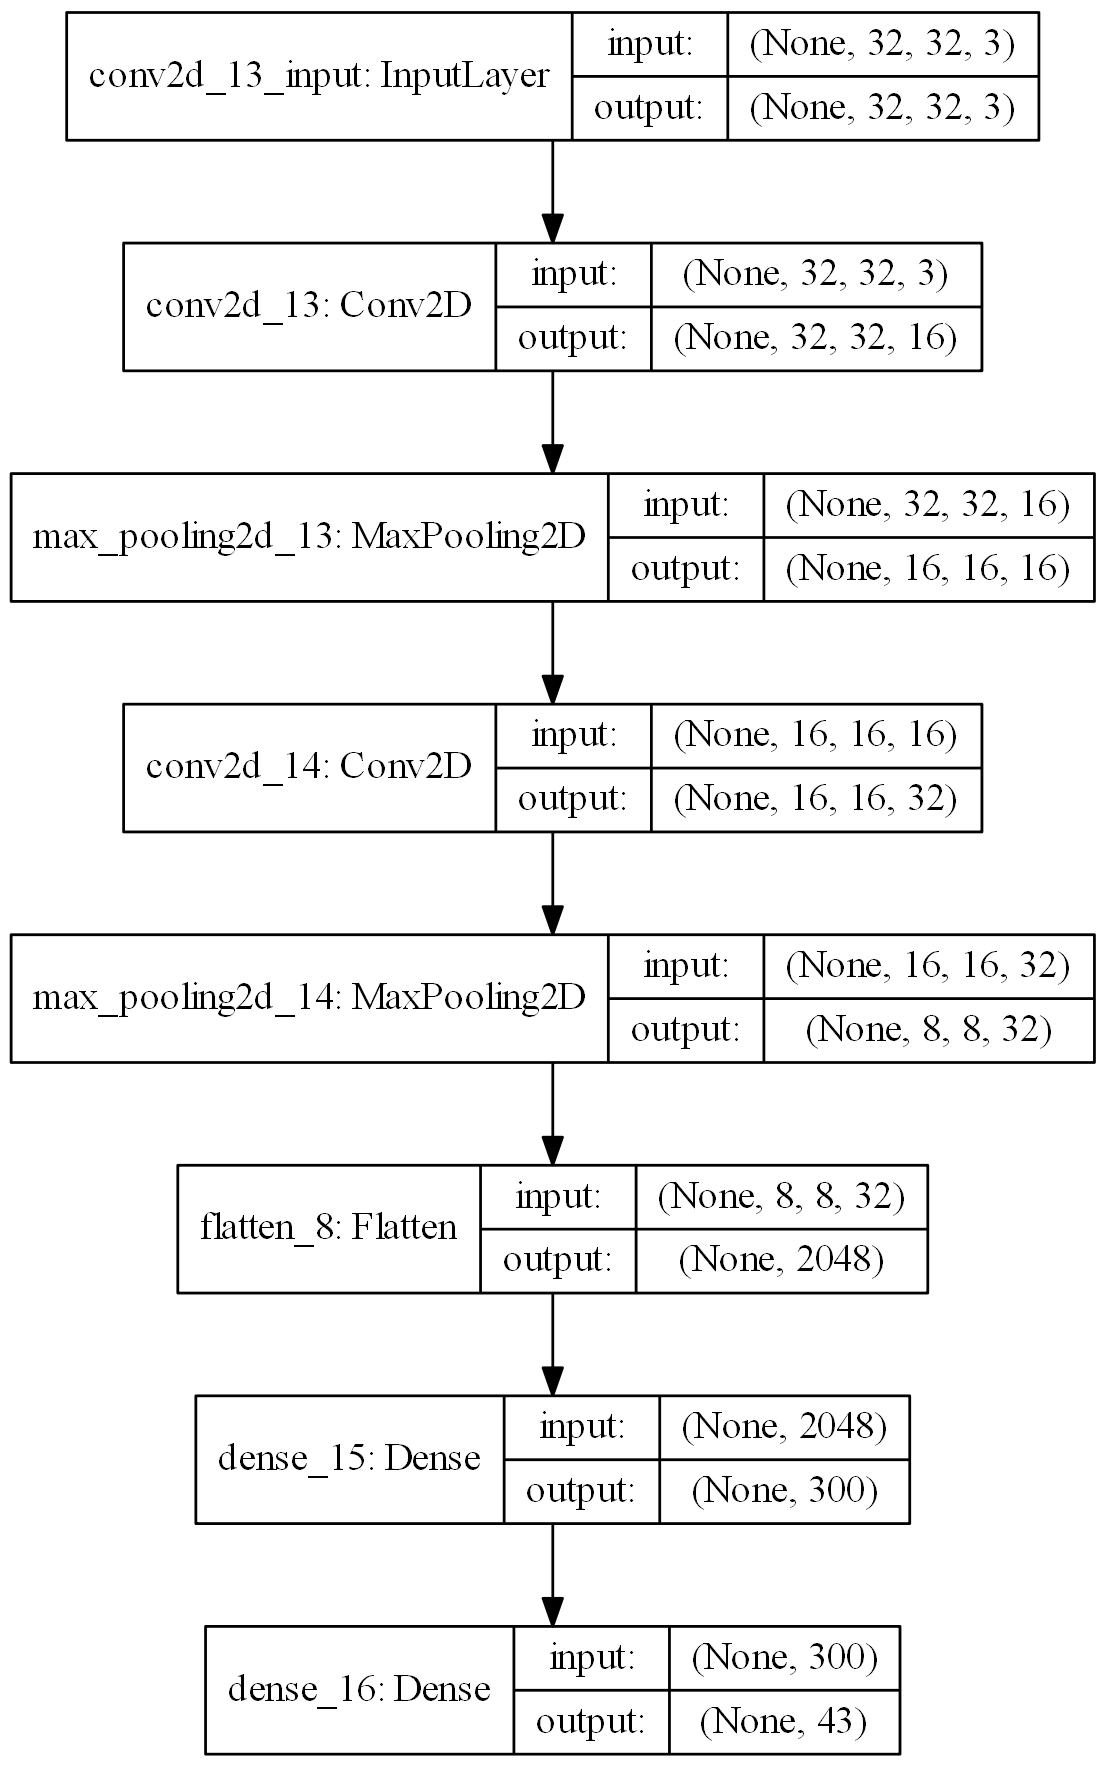 conv2d_13_input: InputLayer
input:
(None, 32, 32, 3)
output:
(None, 32, 32, 3)
conv2d_13: Conv2D
input:
(None, 32, 32, 3)
output:
(None, 32, 32, 16)
max_pooling2d_13: MaxPooling2D
input:
(None, 32, 32, 16)
output:
(None, 16, 16, 16)
conv2d_14: Conv2D
input:
(None, 16, 16, 16)
output:
(None, 16, 16, 32)
max_pooling2d_14: MaxPooling2D
input:
(None, 16, 16, 32)
output:
(None, 8, 8, 32)
flatten_8: Flatten
input:
(None, 8, 8, 32)
output:
(None, 2048)
dense_15: Dense
input:
(None, 2048)
output:
(None, 300)
dense_16: Dense
input:
(None, 300)
output:
(None, 43)